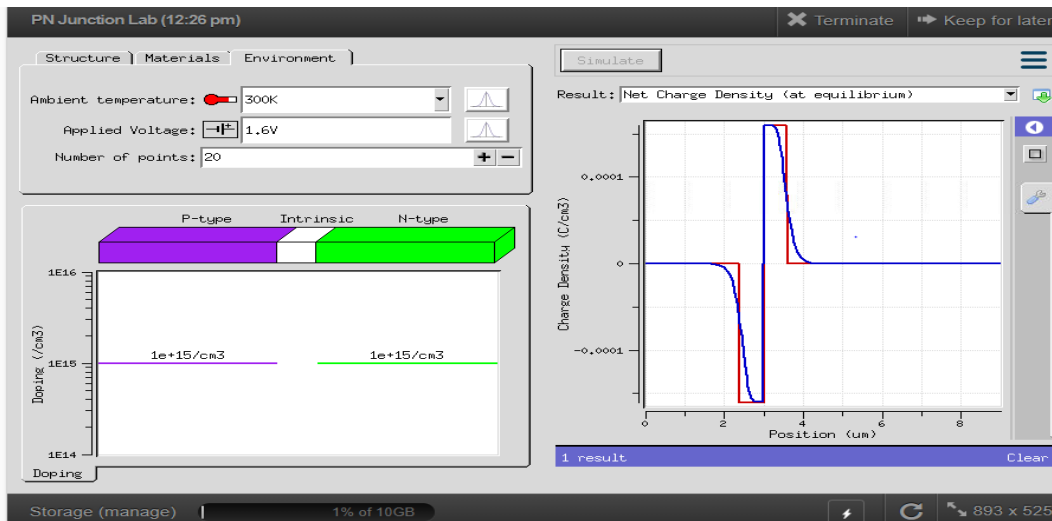 PN Junction Lab (12:26 pm)
Terminate
Keep for later
Structure
Materials
Environment
Ambient temperature:
300K
Applied Voltage:
1.6V
Number of points:
20
+
−
P-type
Intrinsic
N-type
1E16
1E15
1E14
Doping (/cm3)
1e+15/cm3
1e+15/cm3
Doping
Simulate
Result:
Net Charge Density (at equilibrium)
Charge Density (C/cm3)
0.0001
0
-0.0001
0
2
4
6
8
Position (um)
1 result
Clear
Storage (manage)
1% of 10GB
893 x 525